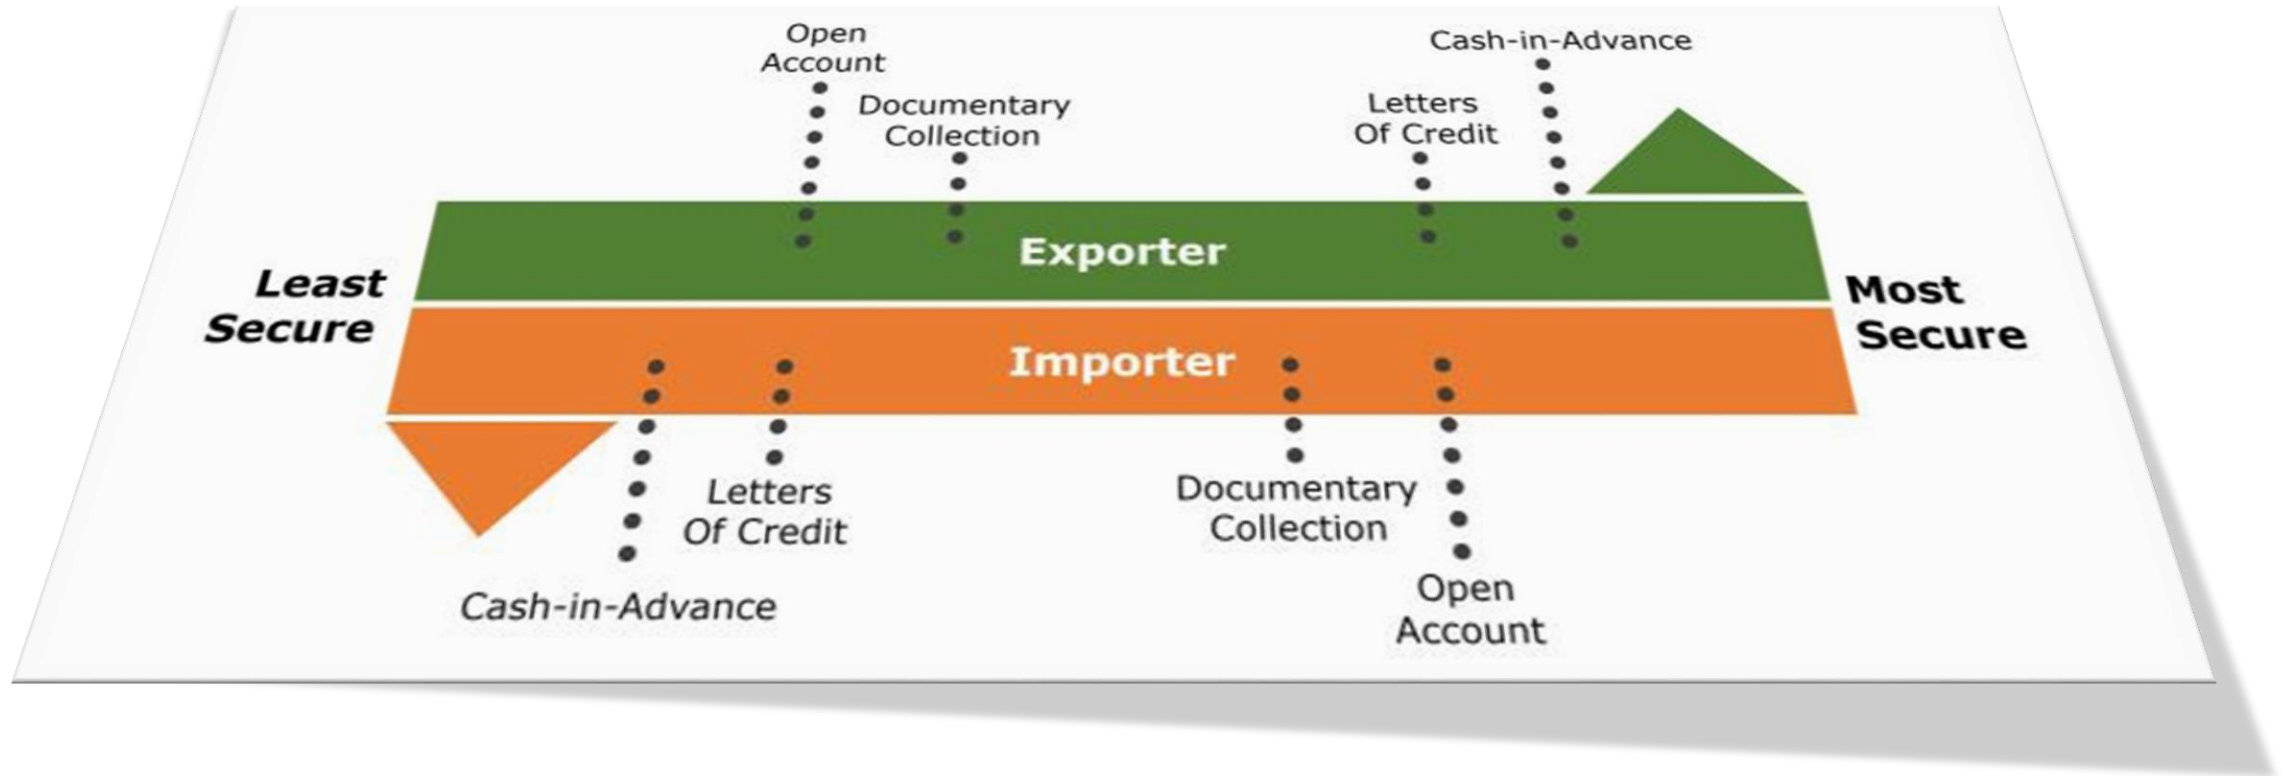 Open
Account
Cash-in-Advance
Documentary
Collection
Letters
Of Credit
Exporter
Least
Secure
Most
Secure
Importer
Letters
Of Credit
Documentary
Collection
Cash-in-Advance
Open
Account